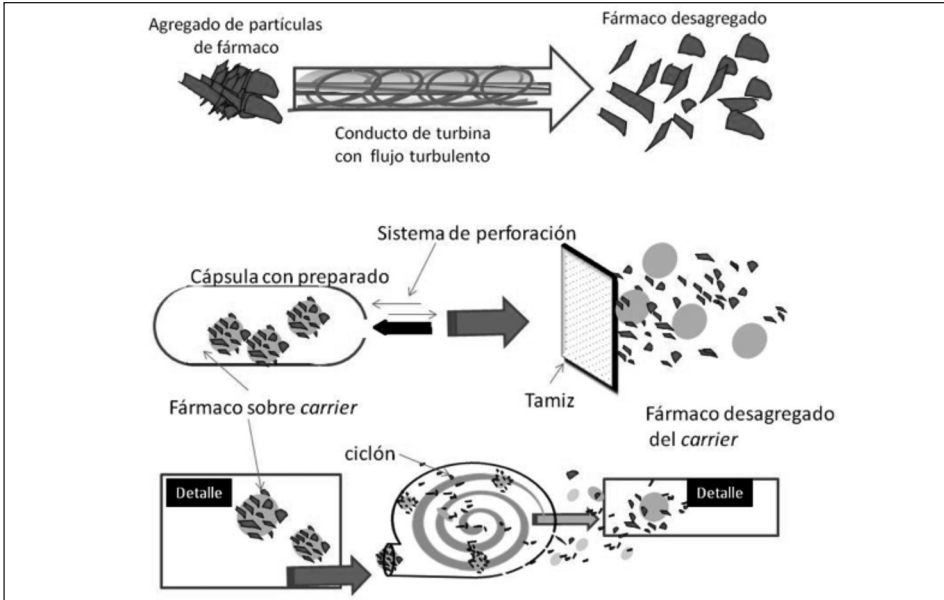 Agregado de partículas
de fármaco
Fármaco desagregado
Conducto de turbina
con flujo turbulento
Sistema de perforación
Cápsula con preparado
Tamiz
Fármaco sobre carrier
Fármaco desagregado
del carrier
ciclón
Detalle
Detalle